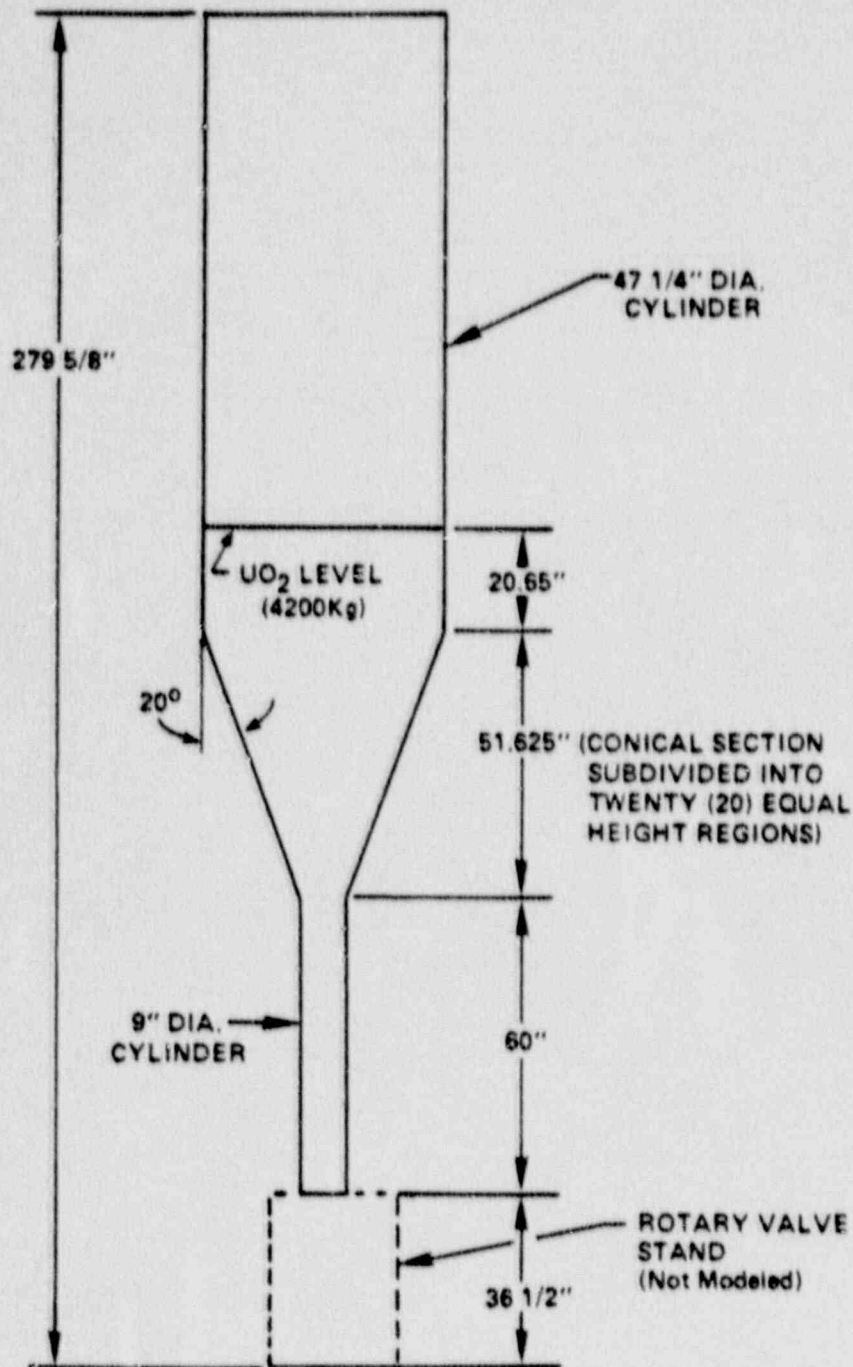 279 5/8"
47 1/4" DIA.
CYLINDER
UO₂ LEVEL
(4200Kg)
20.65"
20°
51.625" (CONICAL SECTION
SUBDIVIDED INTO
TWENTY (20) EQUAL
HEIGHT REGIONS)
9" DIA.
CYLINDER
60"
ROTARY VALVE
STAND
(Not Modeled)
36 1/2"